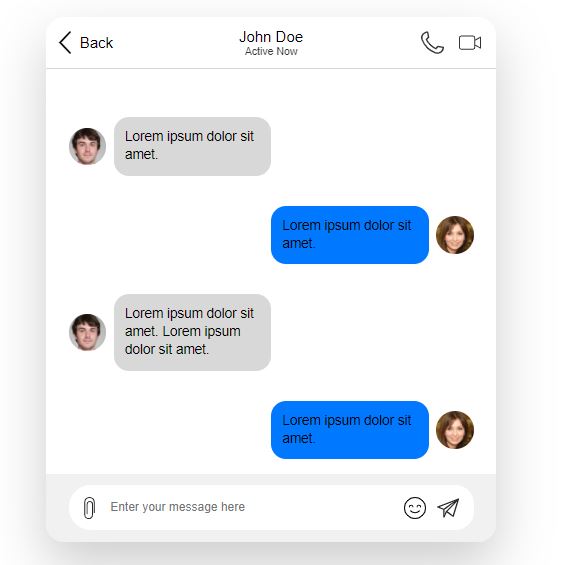 Back
John Doe
Active Now
Lorem ipsum dolor sit
amet.
Lorem ipsum dolor sit
amet.
Lorem ipsum dolor sit
amet. Lorem ipsum
dolor sit amet.
Lorem ipsum dolor sit
amet.
Enter your message here